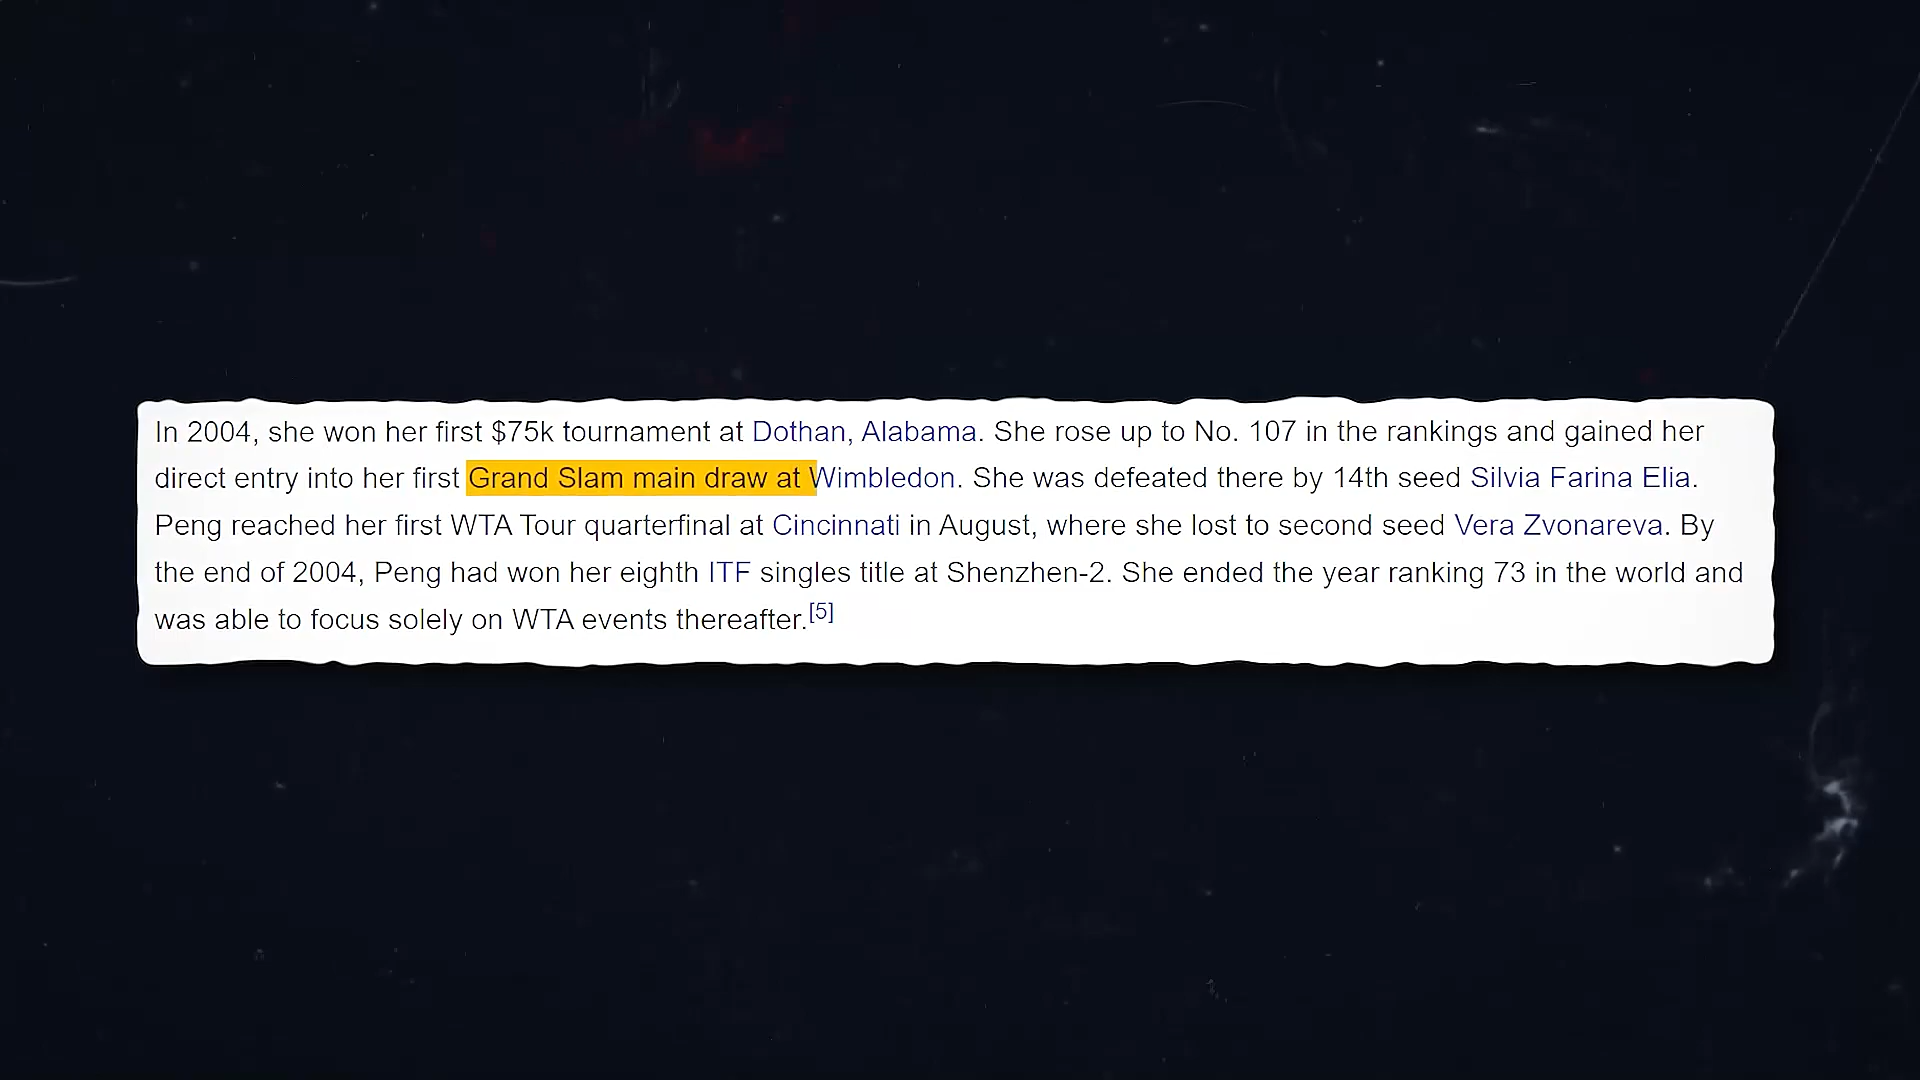 In 2004, she won her first $75k tournament at Dothan, Alabama. She rose up to No. 107 in the rankings and gained her
direct entry into her first Grand Slam main draw at Wimbledon. She was defeated there by 14th seed Silvia Farina Elia.
Peng reached her first WTA Tour quarterfinal at Cincinnati in August, where she lost to second seed Vera Zvonareva. By
the end of 2004, Peng had won her eighth ITF singles title at Shenzhen-2. She ended the year ranking 73 in the world and
was able to focus solely on WTA events thereafter.[5]